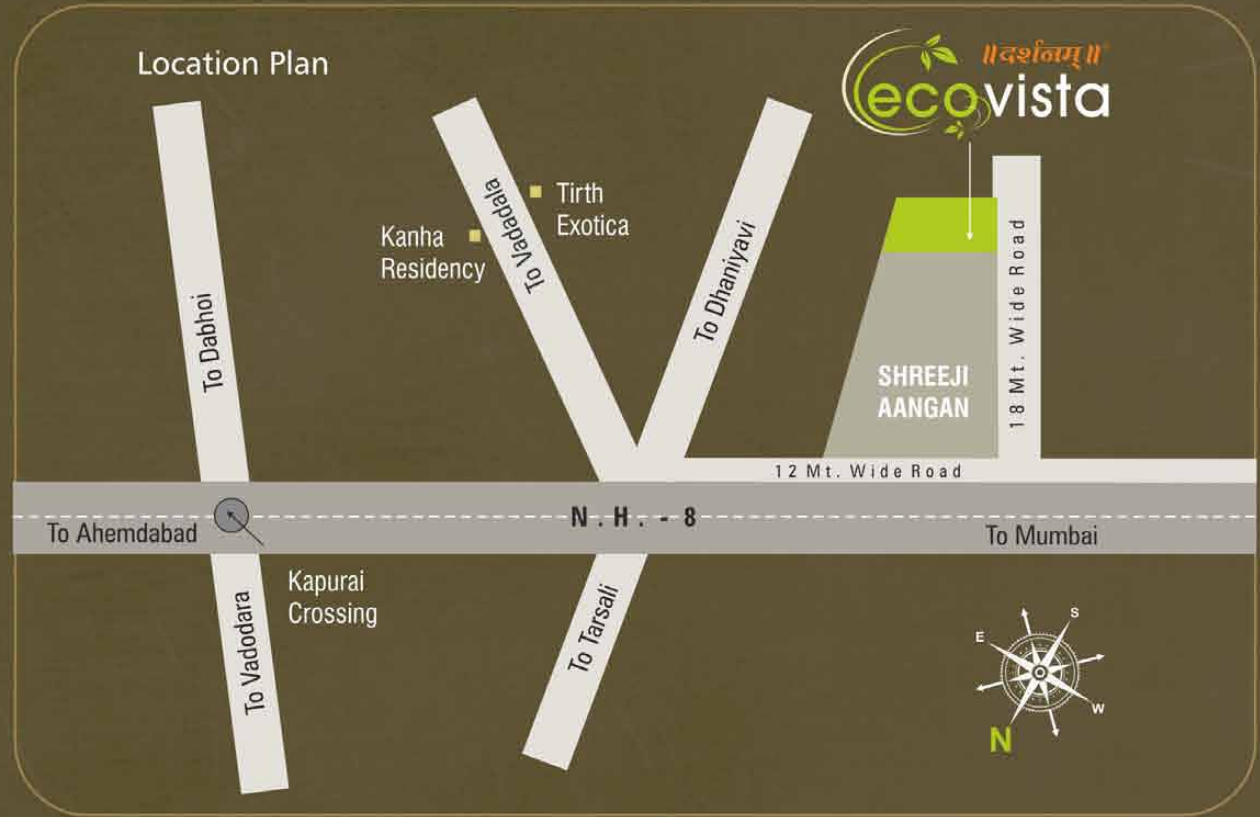 Location Plan
॥दर्शनम्॥
ecovista
To Dabhoi
Kanha
Residency
To Vadadala
Tirth
Exotica
To Dhaniyavi
SHREEJI
AANGAN
18 Mt. Wide Road
12 Mt. Wide Road
To Ahemdabad
N.H. - 8
To Mumbai
Kapurai
Crossing
To Vadodara
To Tarsali
S
E
W
N